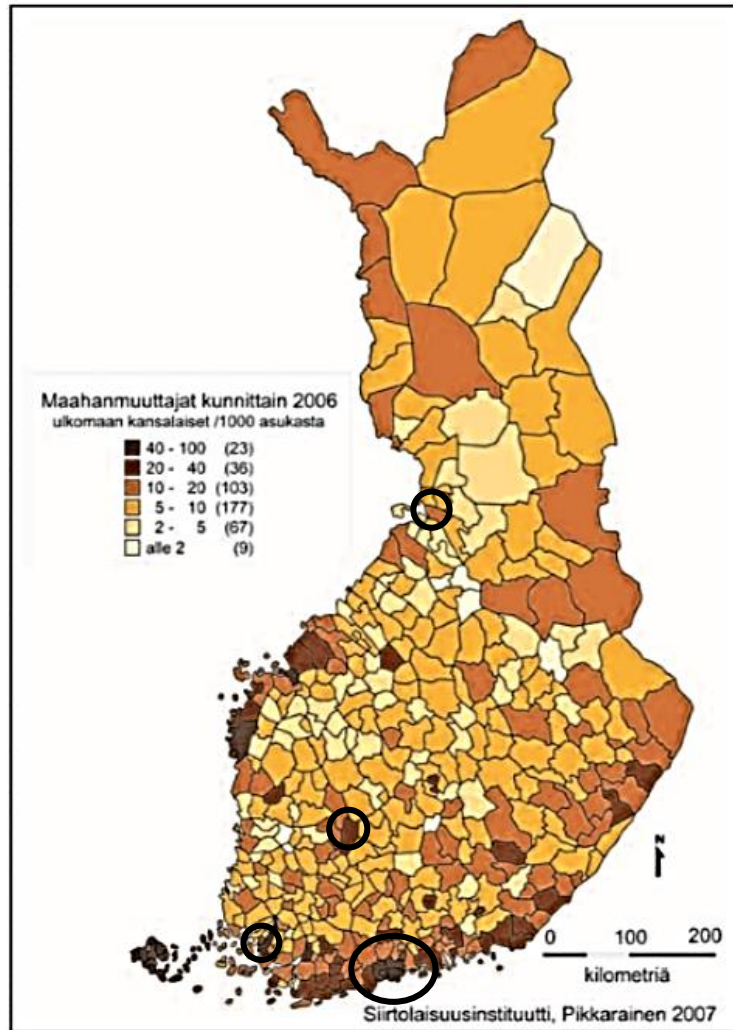 Maahanmuuttajat kunnittain 2006
ulkomaan kansalaiset /1000 asukasta
40 - 100 (23)
20 - 40 (36)
10 - 20 (103)
5 - 10 (177)
2 - 5 (67)
alle 2 (9)
N
0 100 200
kilometriä
Siirtolaisuusinstituutti, Pikkarainen 2007